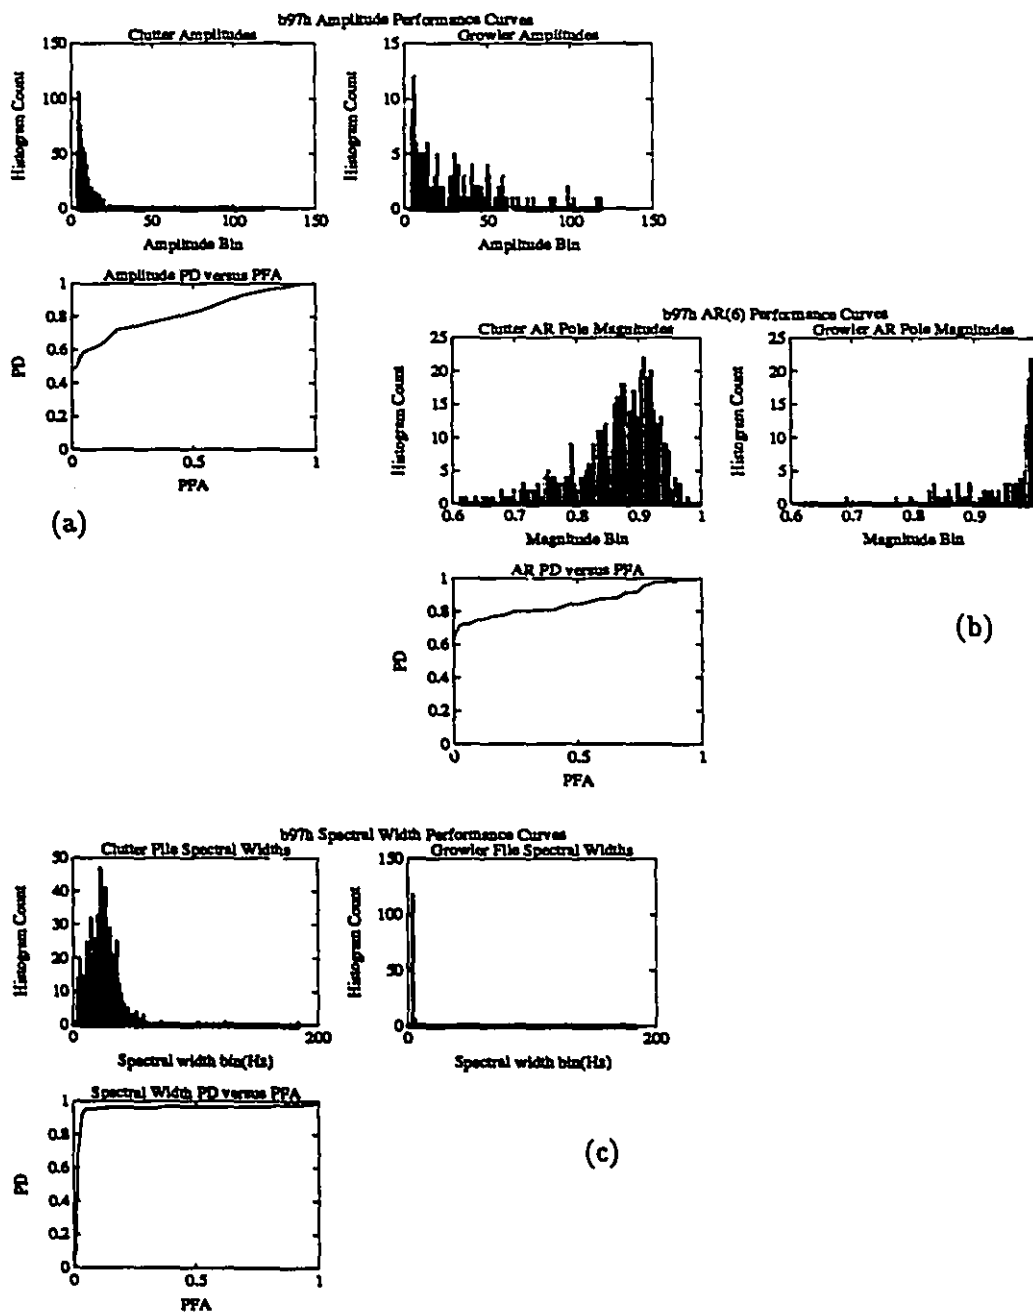 b97h Amplitude Performance Curves
Clutter Amplitudes
Histogram Count
150
100
50
0
0 50 100 150
Amplitude Bin
Growler Amplitudes
Histogram Count
15
10
5
0
0 50 100 150
Amplitude Bin
Amplitude PD versus PFA
PD
1
0.8
0.6
0.4
0.2
0
0 0.5 1
PFA
(a)
b97h AR(6) Performance Curves
Clutter AR Pole Magnitudes
Histogram Count
25
20
15
10
5
0
0.6 0.7 0.8 0.9 1
Magnitude Bin
Growler AR Pole Magnitudes
Histogram Count
25
20
15
10
5
0
0.6 0.7 0.8 0.9
Magnitude Bin
AR PD versus PFA
PD
1
0.8
0.6
0.4
0.2
0
0 0.5 1
PFA
(b)
b97h Spectral Width Performance Curves
Clutter File Spectral Widths
Histogram Count
50
40
30
20
10
0
0 200
Spectral width bin(Hz)
Growler File Spectral Widths
Histogram Count
150
100
50
0
0 200
Spectral width bin(Hz)
Spectral Width PD versus PFA
PD
1
0.8
0.6
0.4
0.2
0
0 0.5 1
PFA
(c)